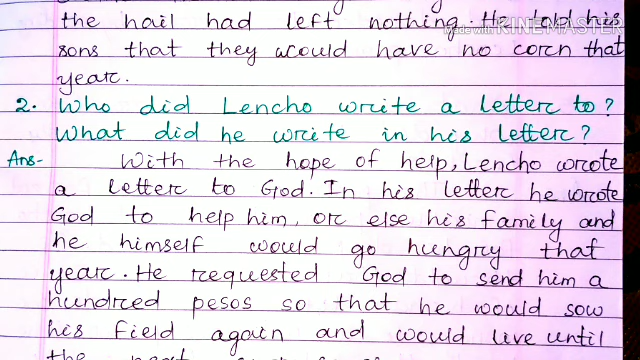 the hail had left nothing. He told his
Made with KINEMASTER
sons that they would have no corn that
year.
2. Who did Lencho write a letter to?
What did he write in his letter?
Ans- With the hope of help, Lencho wrote
a letter to God. In his letter he wrote
God to help him, or else his family and
he himself would go hungry that
year. He requested God to send him a
hundred pesos so that he would sow
his field again and would live until
the